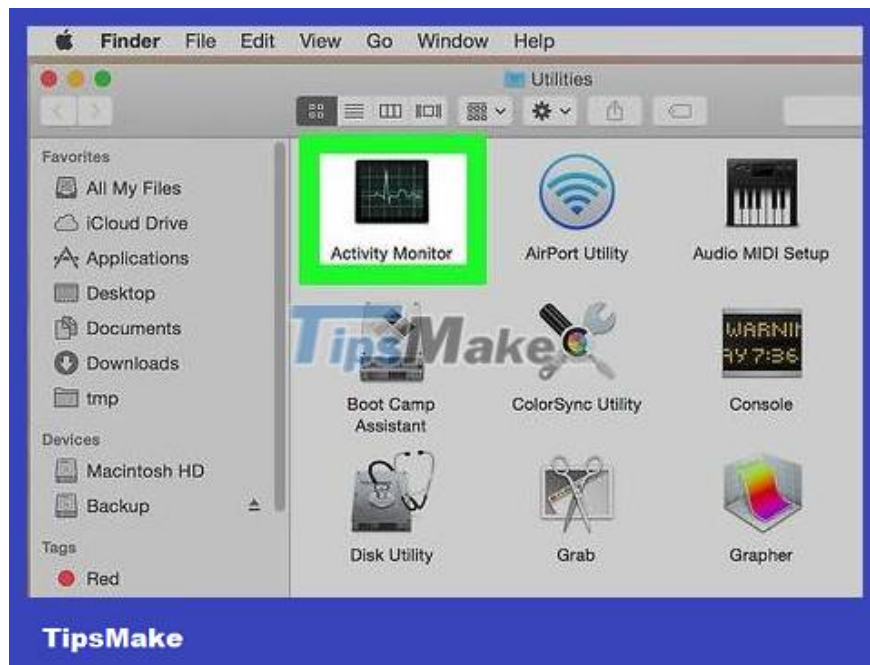 Finder File Edit View Go Window Help
Utilities
Favorites
All My Files
iCloud Drive
Applications
Desktop
Documents
Downloads
tmp
Devices
Macintosh HD
Backup
Tags
Red
Activity Monitor
AirPort Utility
Audio MIDI Setup
WARNIN
AY 7:36
Boot Camp
Assistant
ColorSync Utility
Console
Disk Utility
Grab
Grapher
TipsMake
TipsMake